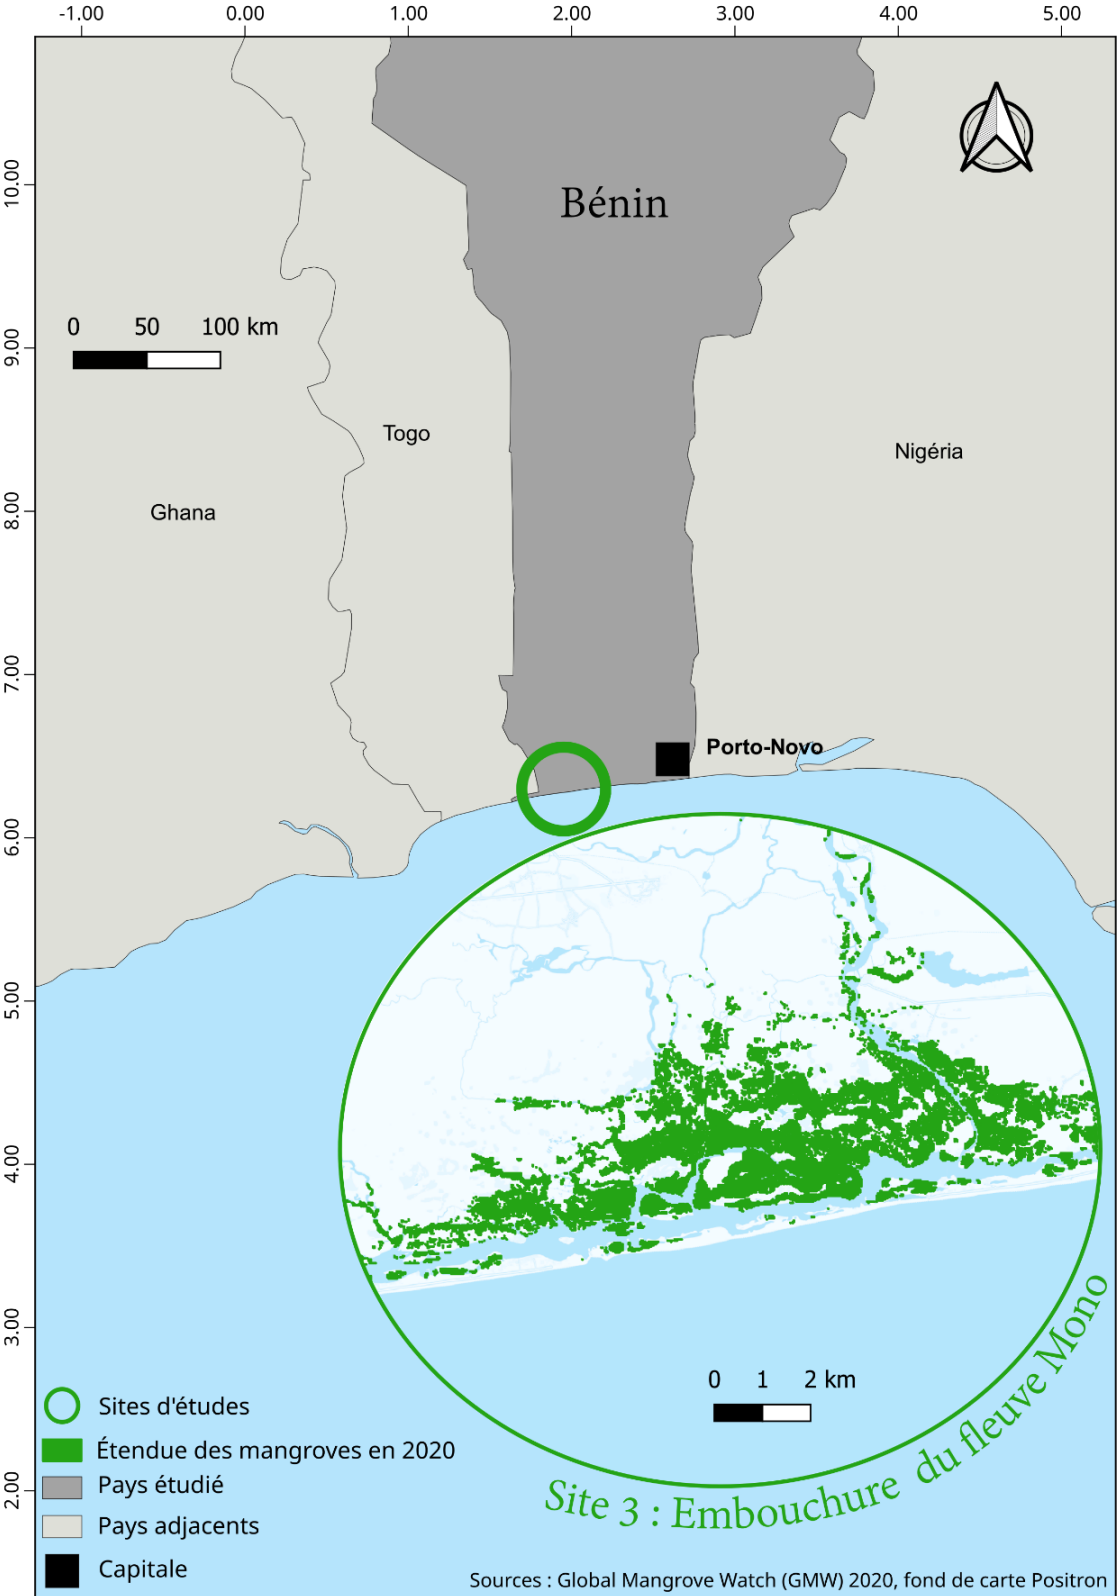 -1.00 0.00 1.00 2.00 3.00 4.00 5.00
10.00
Bénin
0 50 100 km
9.00
Togo
Nigéria
Ghana
8.00
7.00
Porto-Novo
6.00
5.00
4.00
3.00
0 1 2 km
Site 3 : Embouchure du fleuve Mono
Sites d'études
Étendue des mangroves en 2020
Pays étudié
2.00
Pays adjacents
Capitale
Sources : Global Mangrove Watch (GMW) 2020, fond de carte Positron